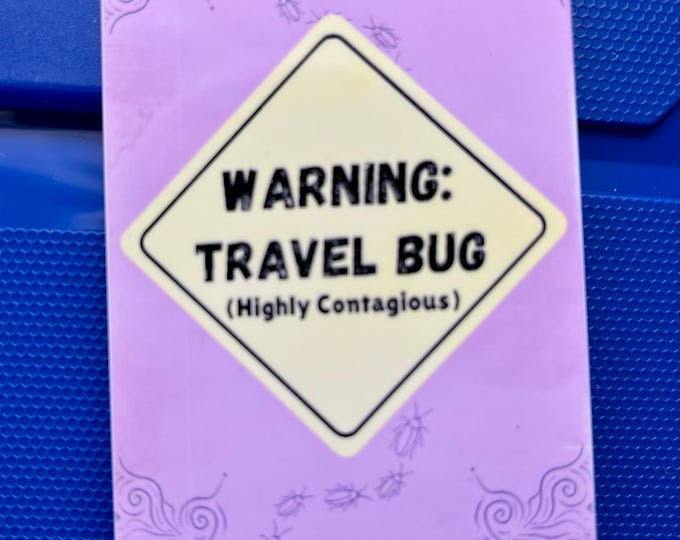 WARNING:
TRAVEL BUG
(Highly Contagious)